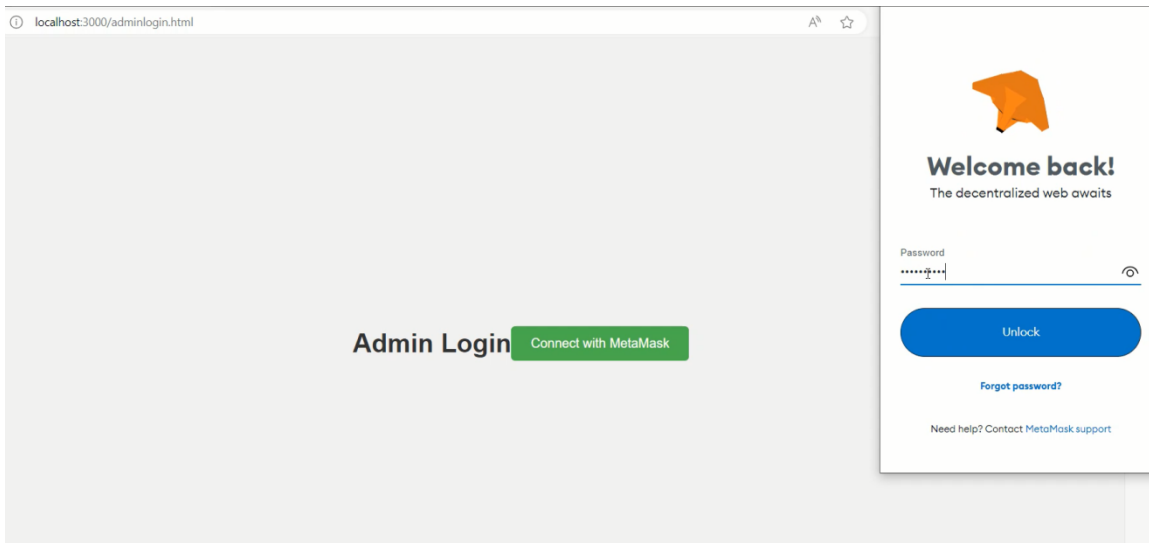 localhost:3000/adminlogin.html
Welcome back!
The decentralized web awaits
Password
••••••••••
Admin Login
Connect with MetaMask
Unlock
Forgot password?
Need help? Contact MetaMask support